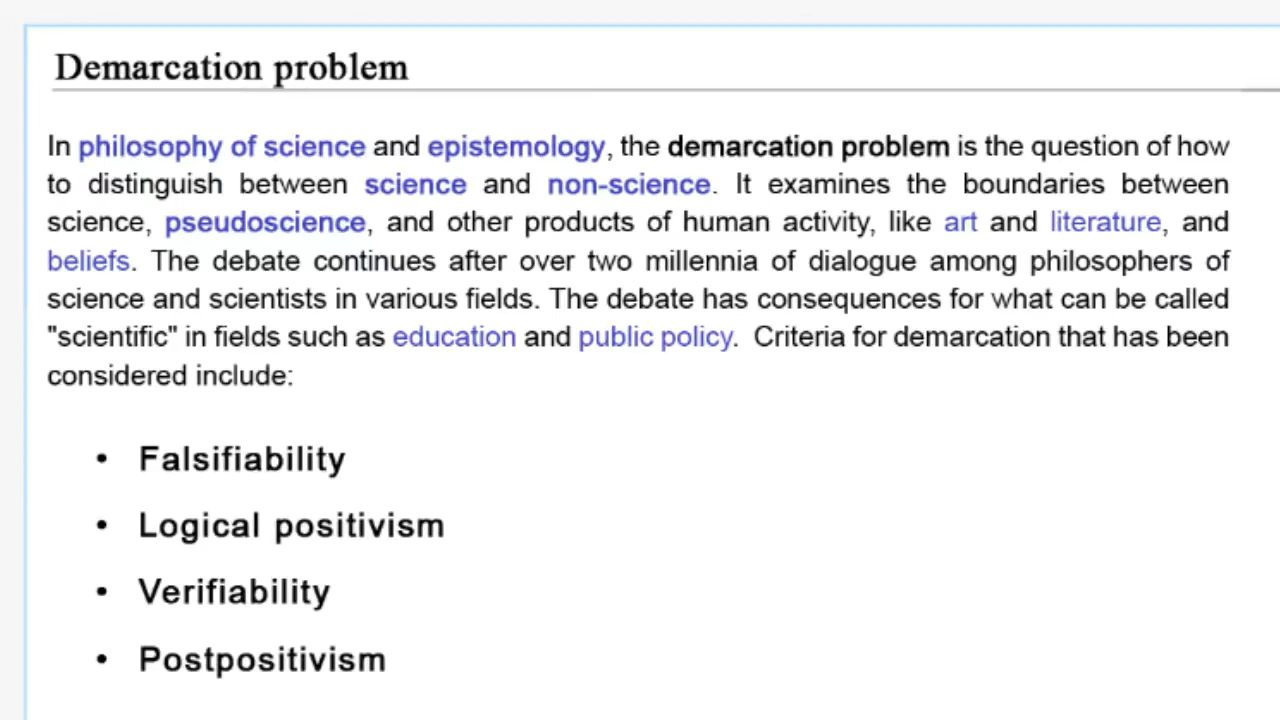 Demarcation problem
In philosophy of science and epistemology, the demarcation problem is the question of how
to distinguish between science and non-science. It examines the boundaries between
science, pseudoscience, and other products of human activity, like art and literature, and
beliefs. The debate continues after over two millennia of dialogue among philosophers of
science and scientists in various fields. The debate has consequences for what can be called
"scientific" in fields such as education and public policy. Criteria for demarcation that has been
considered include:
• Falsifiability
• Logical positivism
• Verifiability
• Postpositivism